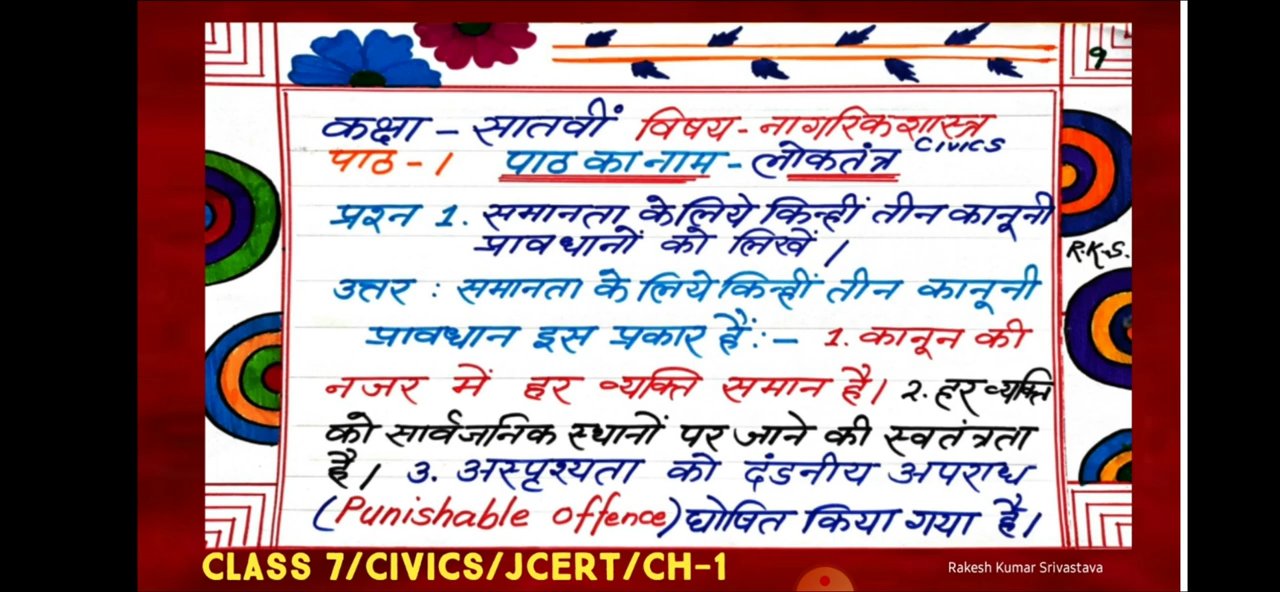 9
कक्षा - सातवीं विषय - नागरिकशास्त्र
CIVICS
पाठ - 1 पाठ का नाम - लोकतंत्र
प्रश्न 1. समानता के लिये किन्हीं तीन कानूनी
प्रावधानों को लिखें।
R.K.S.
उत्तर : समानता के लिये किन्हीं तीन कानूनी
प्रावधान इस प्रकार हैं:- 1. कानून की
नजर में हर व्यक्ति समान है। 2. हर व्यक्ति
को सार्वजनिक स्थानों पर जाने की स्वतंत्रता
है। 3. अस्पृश्यता को दंडनीय अपराध
(Punishable offence) घोषित किया गया है।
CLASS 7/CIVICS/JCERT/CH-1
Rakesh Kumar Srivastava